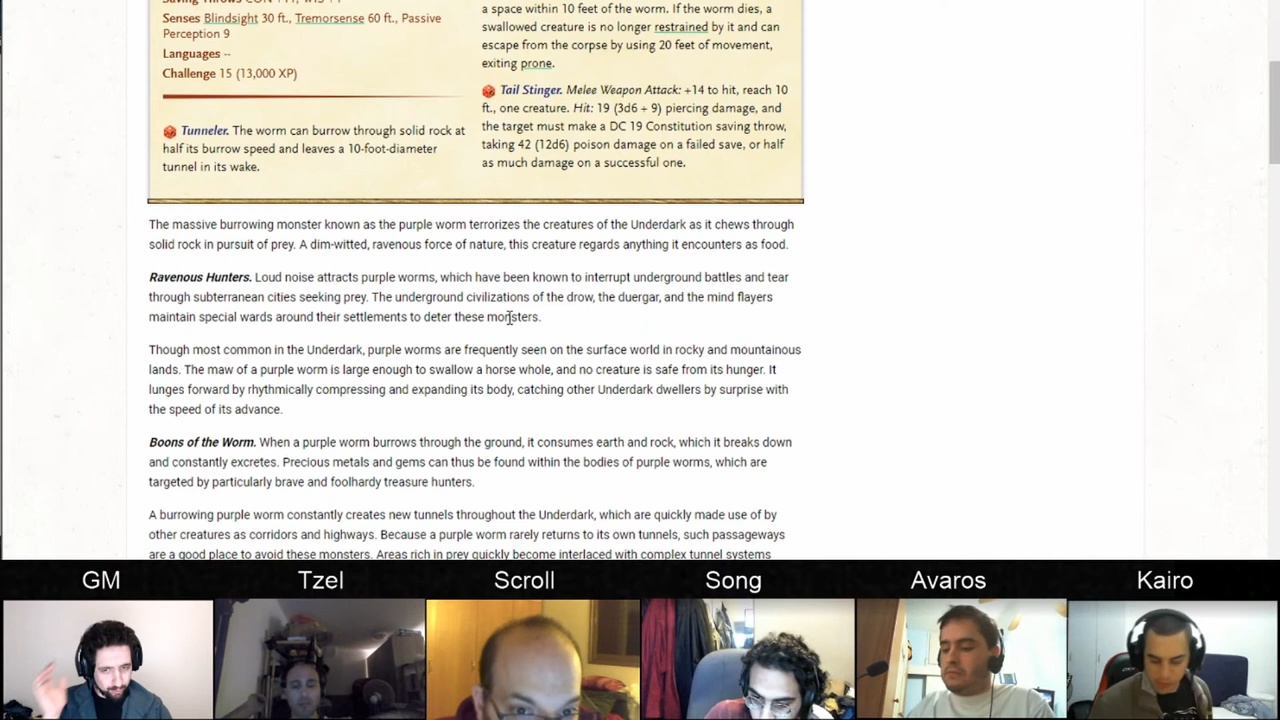 Senses Blindsight 30 ft., Tremorsense 60 ft., Passive
Perception 9
Languages --
Challenge 15 (13,000 XP)
Tunneler. The worm can burrow through solid rock at
half its burrow speed and leaves a 10-foot-diameter
tunnel in its wake.
a space within 10 feet of the worm. If the worm dies, a
swallowed creature is no longer restrained by it and can
escape from the corpse by using 20 feet of movement,
exiting prone.
Tail Stinger. Melee Weapon Attack: +14 to hit, reach 10
ft., one creature. Hit: 19 (3d6 + 9) piercing damage, and
the target must make a DC 19 Constitution saving throw,
taking 42 (12d6) poison damage on a failed save, or half
as much damage on a successful one.
The massive burrowing monster known as the purple worm terrorizes the creatures of the Underdark as it chews through
solid rock in pursuit of prey. A dim-witted, ravenous force of nature, this creature regards anything it encounters as food.
Ravenous Hunters. Loud noise attracts purple worms, which have been known to interrupt underground battles and tear
through subterranean cities seeking prey. The underground civilizations of the drow, the duergar, and the mind flayers
maintain special wards around their settlements to deter these monsters.
Though most common in the Underdark, purple worms are frequently seen on the surface world in rocky and mountainous
lands. The maw of a purple worm is large enough to swallow a horse whole, and no creature is safe from its hunger. It
lunges forward by rhythmically compressing and expanding its body, catching other Underdark dwellers by surprise with
the speed of its advance.
Boons of the Worm. When a purple worm burrows through the ground, it consumes earth and rock, which it breaks down
and constantly excretes. Precious metals and gems can thus be found within the bodies of purple worms, which are
targeted by particularly brave and foolhardy treasure hunters.
A burrowing purple worm constantly creates new tunnels throughout the Underdark, which are quickly made use of by
other creatures as corridors and highways. Because a purple worm rarely returns to its own tunnels, such passageways
are a good place to avoid these monsters. Areas rich in prey quickly become interlaced with complex tunnel systems
GM
Tzel
Scroll
Song
Avaros
Kairo